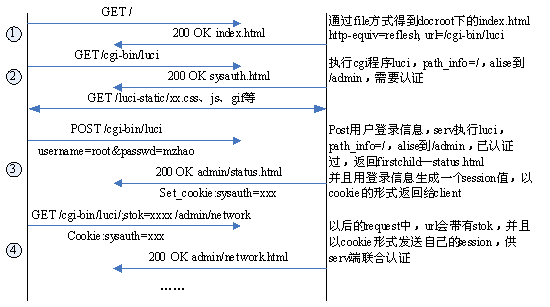 GET /
①
200 OK index.html
通过file方式得到docroot下的index.html
http-equiv=reflesh, url=/cgi-bin/luci
GET/cgi-bin/luci
②
200 OK sysauth.html
执行cgi程序luci，path_info=/，alise到
/admin，需要认证
GET /luci-static/xx.css、js、gif等
POST /cgi-bin/luci
username=root&passwd=mzhao
③
200 OK admin/status.html
Set_cookie:sysauth=xxx
Post用户登录信息，serv执行luci，
path_info=/，alise到/admin，已认证
过，返回firstchild—status.html
并且用登录信息生成一个session值，以
cookie的形式返回给client
GET /cgi-bin/luci/;stok=xxxx /admin/network
Cookie:sysauth=xxx
④
200 OK admin/network.html
以后的request中，url会带有stok，并且
以cookie形式发送自己的session，供
serv端联合认证
……